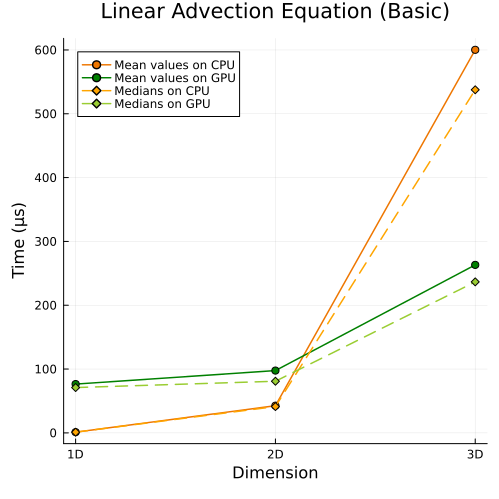 Linear Advection Equation (Basic)
Mean values on CPU
Mean values on GPU
Medians on CPU
Medians on GPU
600
500
400
300
200
100
0
Time (μs)
1D
2D
3D
Dimension